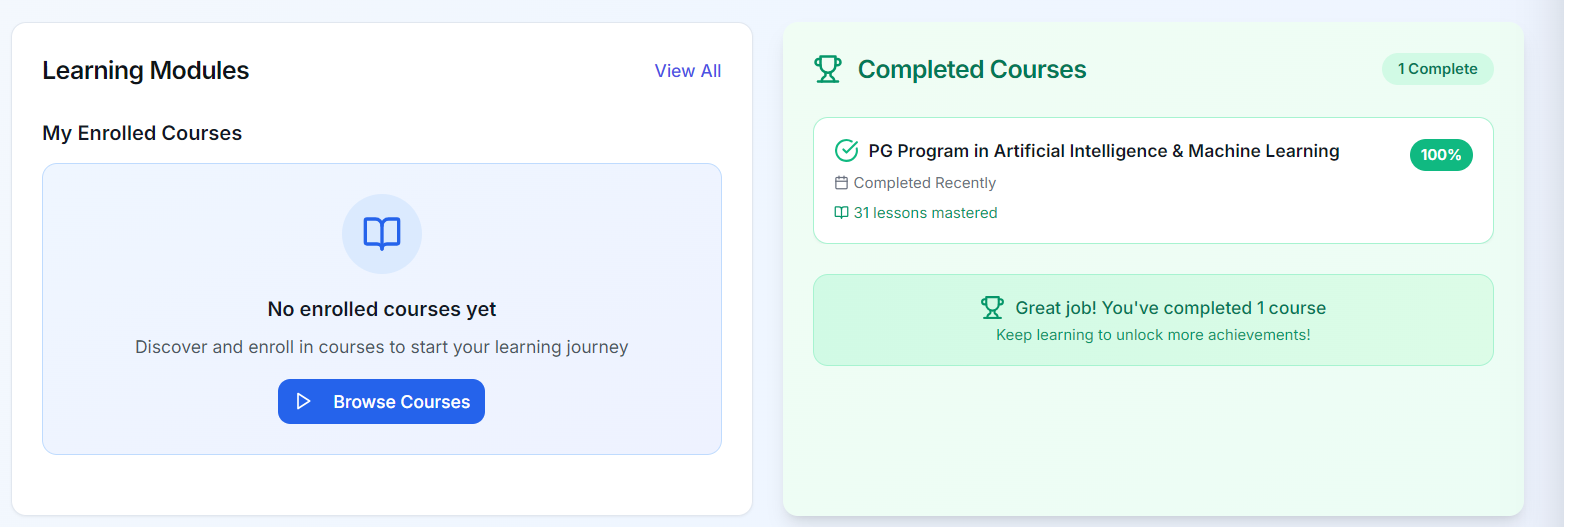 Learning Modules
View All
My Enrolled Courses
No enrolled courses yet
Discover and enroll in courses to start your learning journey
Browse Courses
Completed Courses
1 Complete
PG Program in Artificial Intelligence & Machine Learning
100%
Completed Recently
31 lessons mastered
Great job! You've completed 1 course
Keep learning to unlock more achievements!